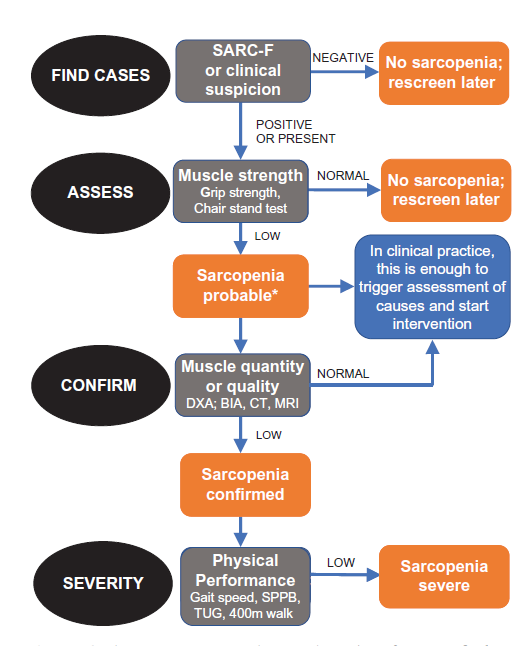 FIND CASES
SARC-F
or clinical
suspicion
NEGATIVE
No sarcopenia;
rescreen later
POSITIVE
OR PRESENT
ASSESS
Muscle strength
Grip strength,
Chair stand test
NORMAL
No sarcopenia;
rescreen later
LOW
Sarcopenia
probable*
In clinical practice,
this is enough to
trigger assessment of
causes and start
intervention
CONFIRM
Muscle quantity
or quality
DXA; BIA, CT, MRI
NORMAL
LOW
Sarcopenia
confirmed
SEVERITY
Physical
Performance
Gait speed, SPPB,
TUG, 400m walk
LOW
Sarcopenia
severe